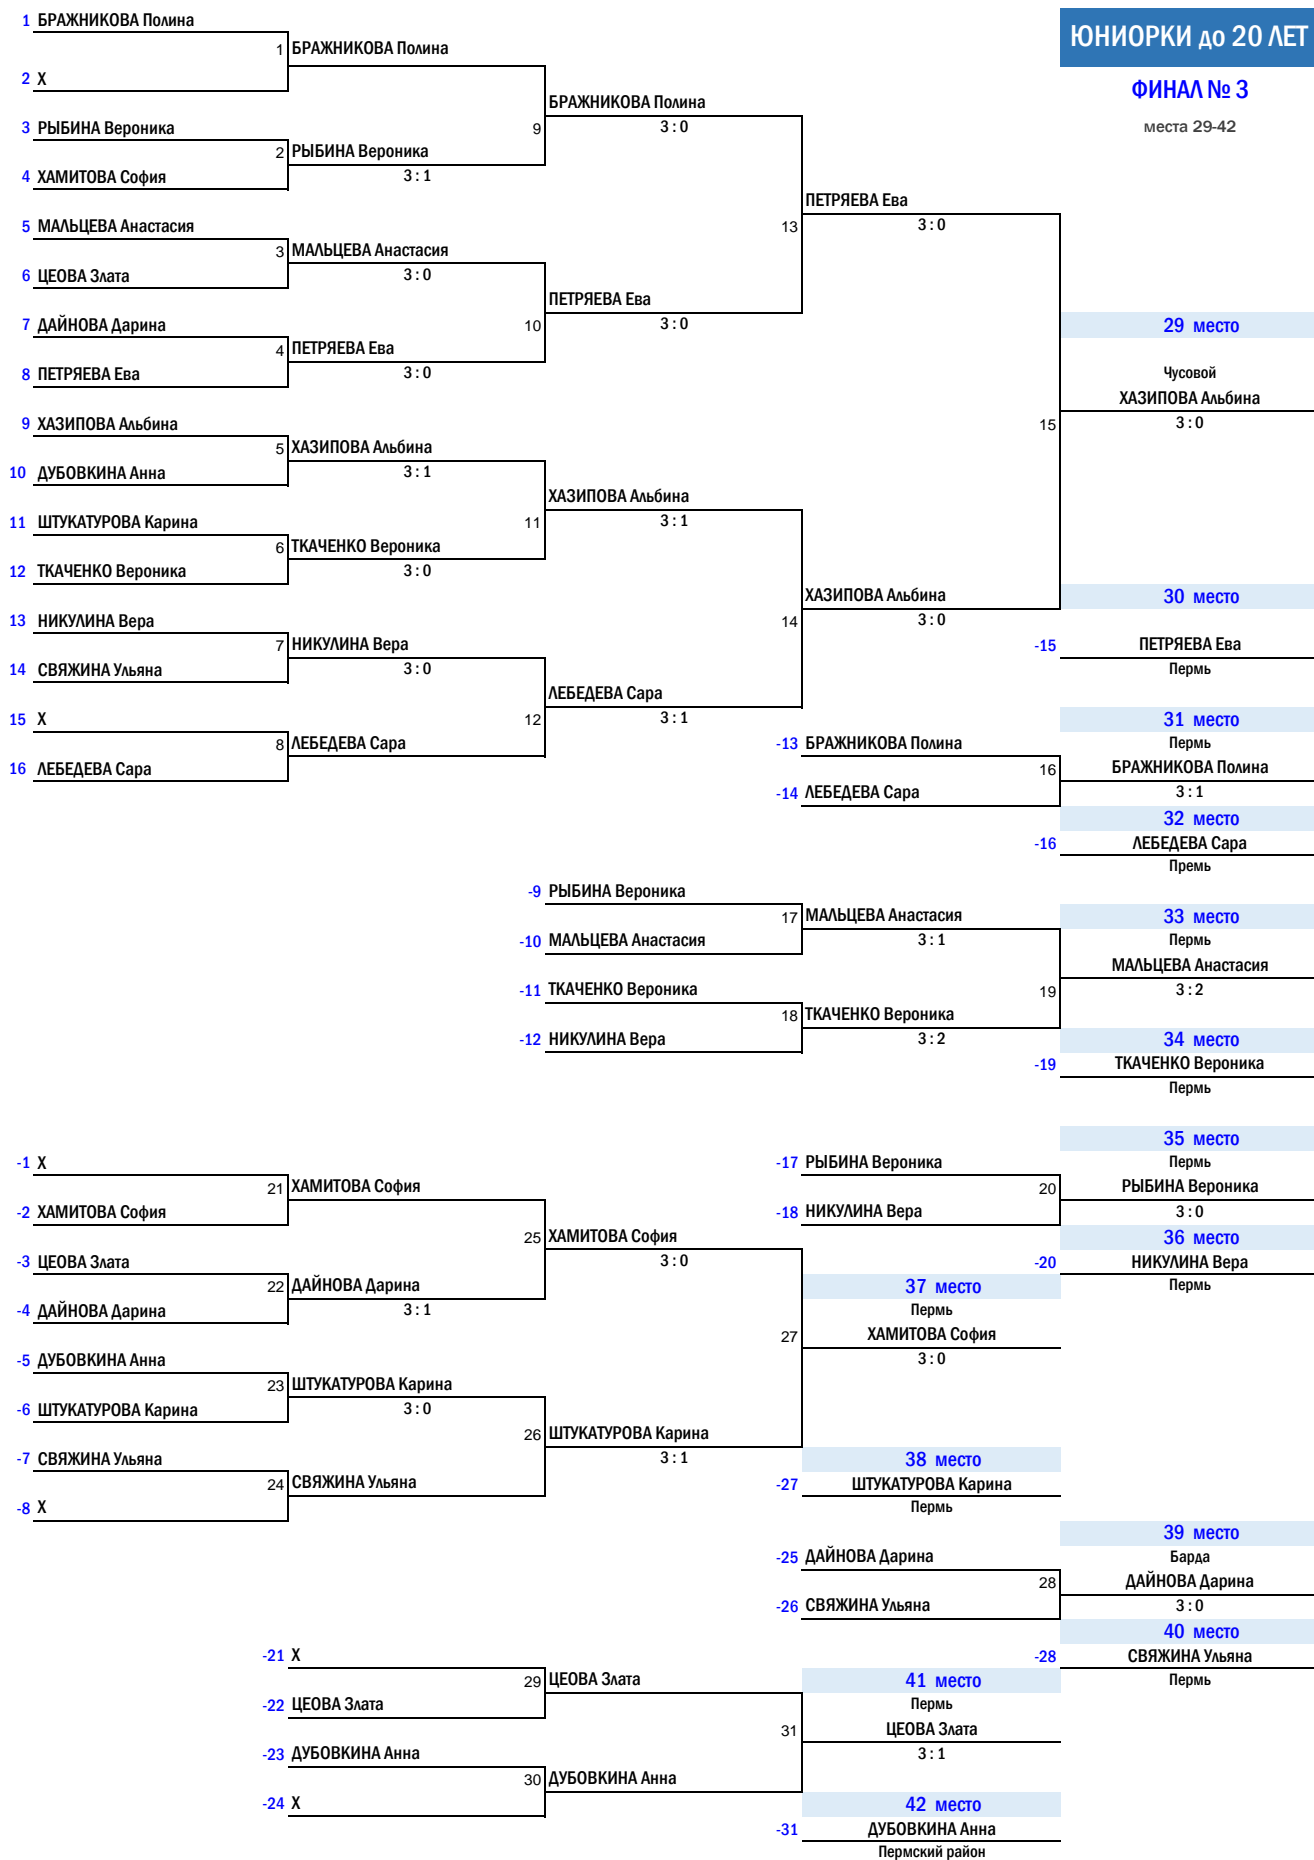 1 БРАЖНИКОВА Полина
ЮНИОРКИ до 20 ЛЕТ
1 БРАЖНИКОВА Полина
2 X
ФИНАЛ № 3
БРАЖНИКОВА Полина
3 РЫБИНА Вероника
9
3 : 0
места 29-42
2 РЫБИНА Вероника
4 ХАМИТОВА София
3 : 1
ПЕТРЯЕВА Ева
5 МАЛЬЦЕВА Анастасия
13
3 : 0
3 МАЛЬЦЕВА Анастасия
6 ЦЕОВА Злата
3 : 0
ПЕТРЯЕВА Ева
7 ДАЙНОВА Дарина
10
3 : 0
29 место
4 ПЕТРЯЕВА Ева
8 ПЕТРЯЕВА Ева
3 : 0
Чусовой
ХАЗИПОВА Альбина
9 ХАЗИПОВА Альбина
15
3 : 0
5 ХАЗИПОВА Альбина
10 ДУБОВКИНА Анна
3 : 1
ХАЗИПОВА Альбина
11 ШТУКАТУРОВА Карина
11
3 : 1
6 ТКАЧЕНКО Вероника
12 ТКАЧЕНКО Вероника
3 : 0
ХАЗИПОВА Альбина
30 место
13 НИКУЛИНА Вера
14
3 : 0
7 НИКУЛИНА Вера
-15 ПЕТРЯЕВА Ева
14 СВЯЖИНА Ульяна
3 : 0
Пермь
ЛЕБЕДЕВА Сара
15 X
12
3 : 1
31 место
8 ЛЕБЕДЕВА Сара
-13 БРАЖНИКОВА Полина
Пермь
16 ЛЕБЕДЕВА Сара
16 БРАЖНИКОВА Полина
-14 ЛЕБЕДЕВА Сара
3 : 1
32 место
-16 ЛЕБЕДЕВА Сара
Премь
-9 РЫБИНА Вероника
17 МАЛЬЦЕВА Анастасия
33 место
-10 МАЛЬЦЕВА Анастасия
3 : 1
Пермь
МАЛЬЦЕВА Анастасия
-11 ТКАЧЕНКО Вероника
19
3 : 2
18 ТКАЧЕНКО Вероника
-12 НИКУЛИНА Вера
3 : 2
34 место
-19 ТКАЧЕНКО Вероника
Пермь
35 место
-1 X
-17 РЫБИНА Вероника
Пермь
21 ХАМИТОВА София
20 РЫБИНА Вероника
-2 ХАМИТОВА София
-18 НИКУЛИНА Вера
3 : 0
25 ХАМИТОВА София
36 место
-3 ЦЕОВА Злата
3 : 0
-20 НИКУЛИНА Вера
22 ДАЙНОВА Дарина
37 место
Пермь
-4 ДАЙНОВА Дарина
3 : 1
Пермь
27
ХАМИТОВА София
-5 ДУБОВКИНА Анна
3 : 0
23 ШТУКАТУРОВА Карина
-6 ШТУКАТУРОВА Карина
3 : 0
26 ШТУКАТУРОВА Карина
-7 СВЯЖИНА Ульяна
3 : 1
38 место
24 СВЯЖИНА Ульяна
-27 ШТУКАТУРОВА Карина
-8 X
Пермь
39 место
-25 ДАЙНОВА Дарина
Барда
28 ДАЙНОВА Дарина
-26 СВЯЖИНА Ульяна
3 : 0
40 место
-21 X
-28 СВЯЖИНА Ульяна
29 ЦЕОВА Злата
41 место
Пермь
-22 ЦЕОВА Злата
Пермь
31
ЦЕОВА Злата
-23 ДУБОВКИНА Анна
3 : 1
30 ДУБОВКИНА Анна
-24 X
42 место
-31 ДУБОВКИНА Анна
Пермский район